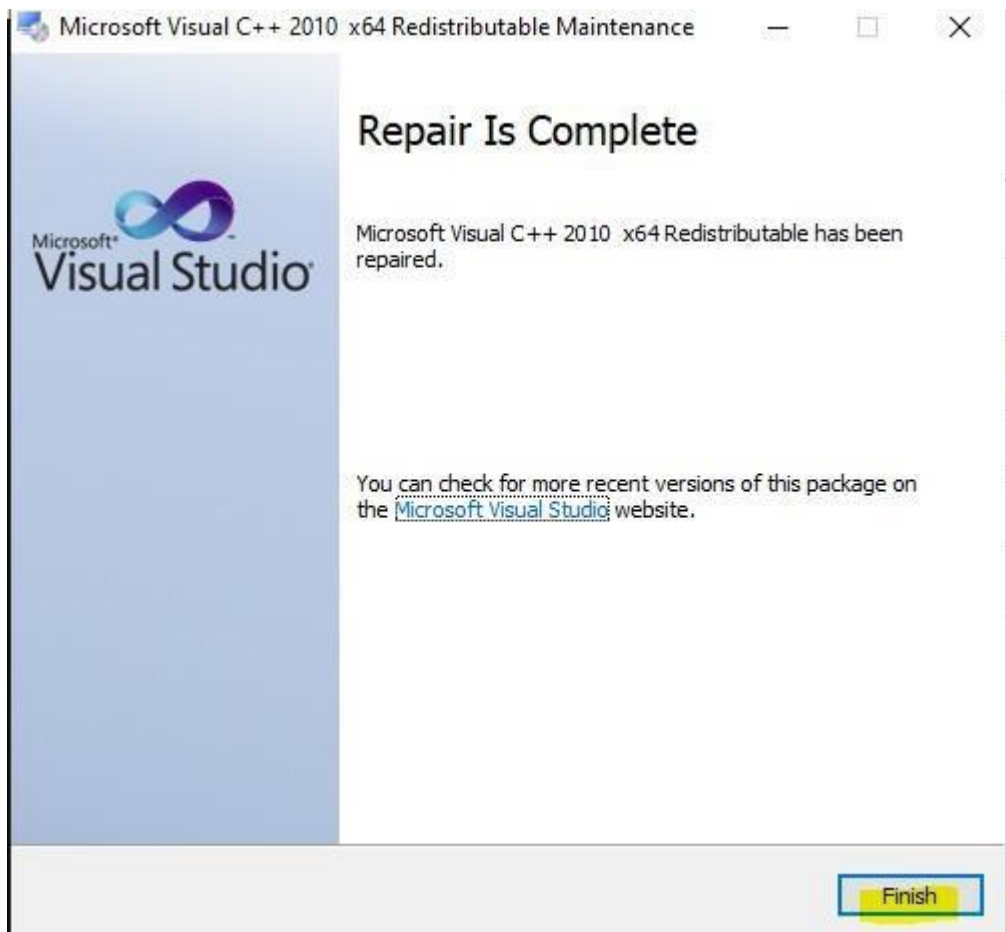 Microsoft Visual C++ 2010 x64 Redistributable Maintenance
Repair Is Complete
Microsoft®
Visual Studio®
Microsoft Visual C++ 2010 x64 Redistributable has been
repaired.
You can check for more recent versions of this package on
the Microsoft Visual Studio website.
Finish